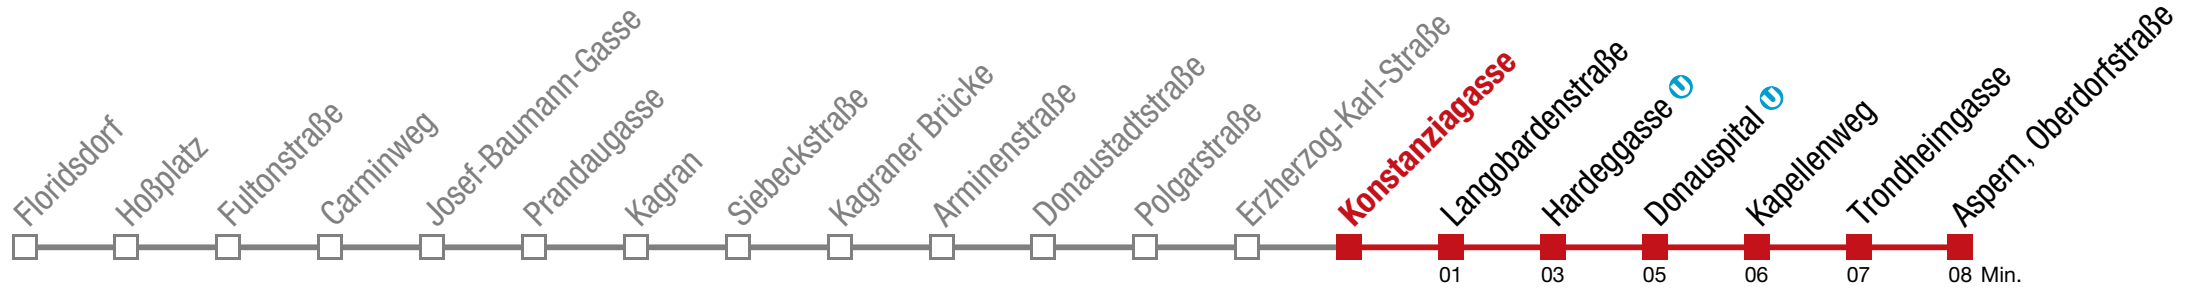 Floridsdorf
Hoßplatz
Fultonstraße
Carminweg
Josef-Baumann-Gasse
Prandaugasse
Kagran
Siebeckstraße
Kagraner Brücke
Arminenstraße
Donaustadtstraße
Polgarstraße
Erzherzog-Karl-Straße
Konstanziagasse
Langobardenstraße
Hardeggasse U
Donauspital U
Kapellenweg
Trondheimgasse
Aspern, Oberdorfstraße
01 03 05 06 07 08 Min.